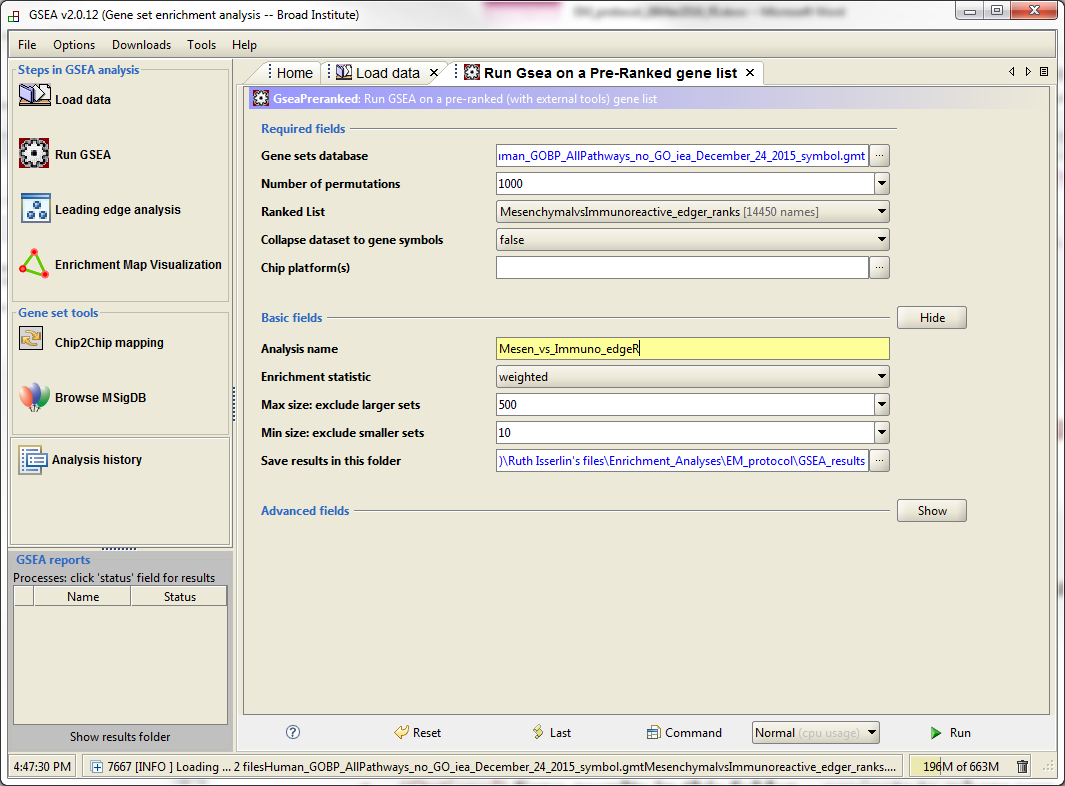 GSEA v2.0.12 (Gene set enrichment analysis -- Broad Institute)
File Options Downloads Tools Help
Steps in GSEA analysis
Load data
Run GSEA
Leading edge analysis
Enrichment Map Visualization
Gene set tools
Chip2Chip mapping
Browse MSigDB
Analysis history
GSEA reports
Processes: click 'status' field for results
Name Status
Show results folder
Home Load data Run Gsea on a Pre-Ranked gene list
GseaPreranked: Run GSEA on a pre-ranked (with external tools) gene list
Required fields
Gene sets database uman_GOBP_AllPathways_no_GO_iea_December_24_2015_symbol.gmt ...
Number of permutations 1000
Ranked List MesenchymalvsImmunoreactive_edger_ranks [14450 names]
Collapse dataset to gene symbols false
Chip platform(s) ...
Basic fields Hide
Analysis name Mesen_vs_Immuno_edgeR
Enrichment statistic weighted
Max size: exclude larger sets 500
Min size: exclude smaller sets 10
Save results in this folder )\Ruth Isserlin's files\Enrichment_Analyses\EM_protocol\GSEA_results ...
Advanced fields Show
? Reset Last Command Normal (cpu usage) Run
4:47:30 PM 7667 [INFO ] Loading ... 2 filesHuman_GOBP_AllPathways_no_GO_iea_December_24_2015_symbol.gmtMesenchymalvsImmunoreactive_edger_ranks.... 196M of 663M